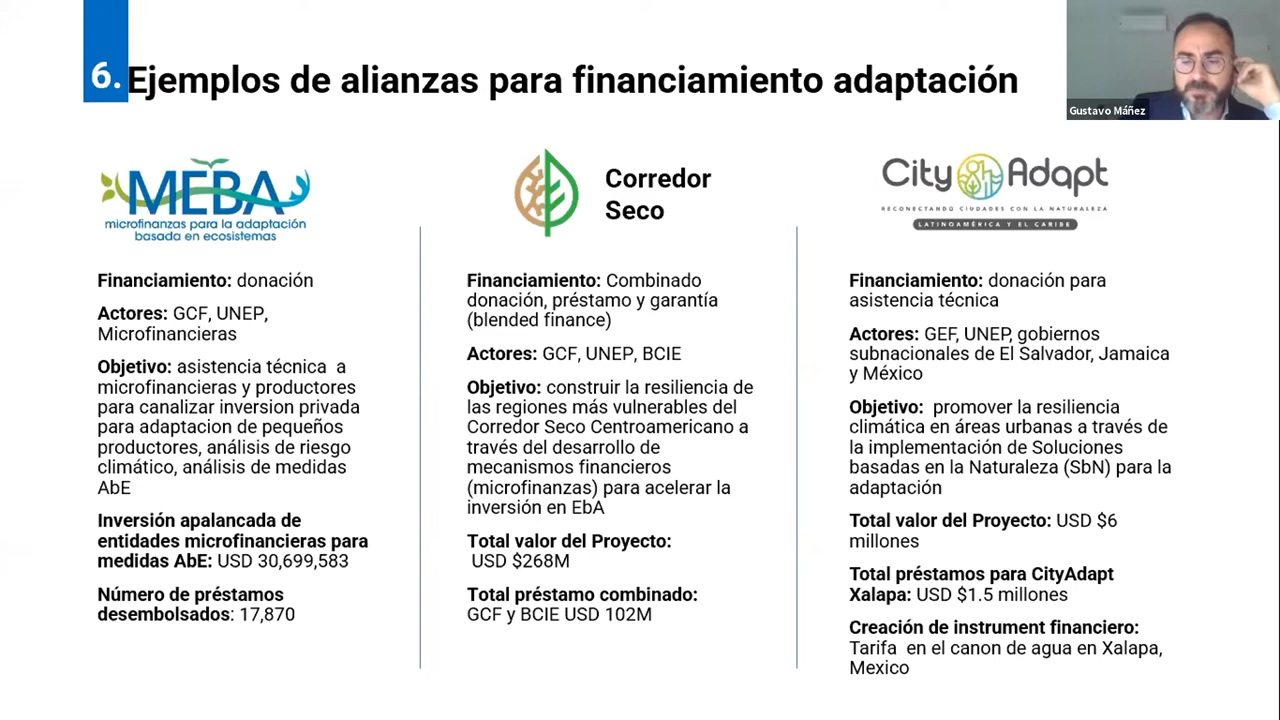 6. Ejemplos de alianzas para financiamiento adaptación
Gustavo Máñez
MEBA
microfinanzas para la adaptación
basada en ecosistemas
Financiamiento: donación
Actores: GCF, UNEP,
Microfinancieras
Objetivo: asistencia técnica a
microfinancieras y productores
para canalizar inversion privada
para adaptacion de pequeños
productores, análisis de riesgo
climático, análisis de medidas
AbE
Inversión apalancada de
entidades microfinancieras para
medidas AbE: USD 30,699,583
Número de préstamos
desembolsados: 17,870
Corredor
Seco
Financiamiento: Combinado
donación, préstamo y garantía
(blended finance)
Actores: GCF, UNEP, BCIE
Objetivo: construir la resiliencia de
las regiones más vulnerables del
Corredor Seco Centroamericano a
través del desarrollo de
mecanismos financieros
(microfinanzas) para acelerar la
inversión en EbA
Total valor del Proyecto:
USD $268M
Total préstamo combinado:
GCF y BCIE USD 102M
City Adapt
RECONECTANDO CIUDADES CON LA NATURALEZA
LATINOAMÉRICA Y EL CARIBE
Financiamiento: donación para
asistencia técnica
Actores: GEF, UNEP, gobiernos
subnacionales de El Salvador, Jamaica
y México
Objetivo: promover la resiliencia
climática en áreas urbanas a través de
la implementación de Soluciones
basadas en la Naturaleza (SbN) para la
adaptación
Total valor del Proyecto: USD $6
millones
Total préstamos para CityAdapt
Xalapa: USD $1.5 millones
Creación de instrument financiero:
Tarifa en el canon de agua en Xalapa,
Mexico